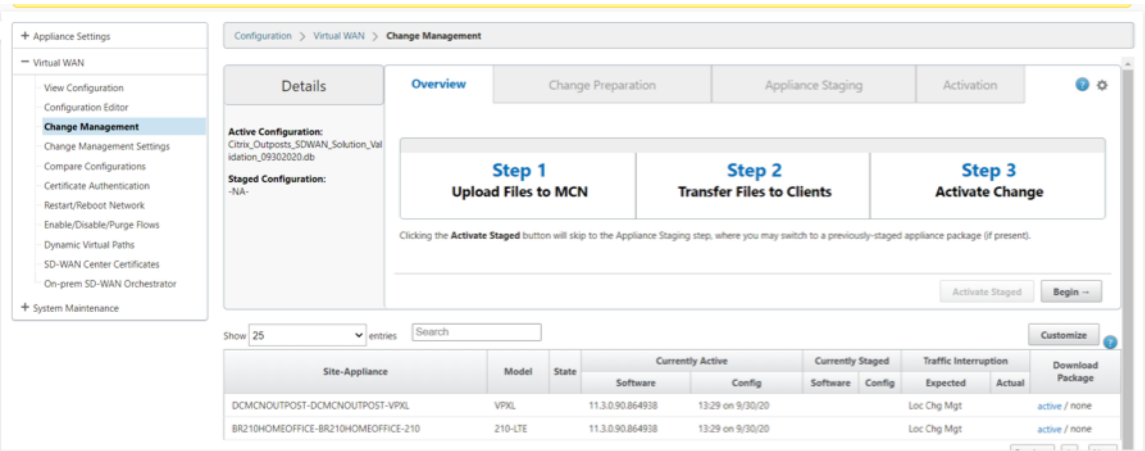 + Appliance Settings
− Virtual WAN
View Configuration
Configuration Editor
Change Management
Change Management Settings
Compare Configurations
Certificate Authentication
Restart/Reboot Network
Enable/Disable/Purge Flows
Dynamic Virtual Paths
SD-WAN Center Certificates
On-prem SD-WAN Orchestrator
+ System Maintenance
Configuration > Virtual WAN > Change Management
Details
Active Configuration:
Citrix_Outposts_SDWAN_Solution_Val
idation_09302020.db
Staged Configuration:
-NA-
Overview Change Preparation Appliance Staging Activation ?
Step 1 Step 2 Step 3
Upload Files to MCN Transfer Files to Clients Activate Change
Clicking the Activate Staged button will skip to the Appliance Staging step, where you may switch to a previously-staged appliance package (if present).
Activate Staged Begin →
Show 25 entries Search Customize ?
Site-Appliance Model State Currently Active Currently Staged Traffic Interruption Download Package
Software Config Software Config Expected Actual
DCMCNOUTPOST-DCMCNOUTPOST-VPXL VPXL 11.3.0.90.864938 13:29 on 9/30/20 Loc Chg Mgt active / none
BR210HOMEOFFICE-BR210HOMEOFFICE-210 210-LTE 11.3.0.90.864938 13:29 on 9/30/20 Loc Chg Mgt active / none